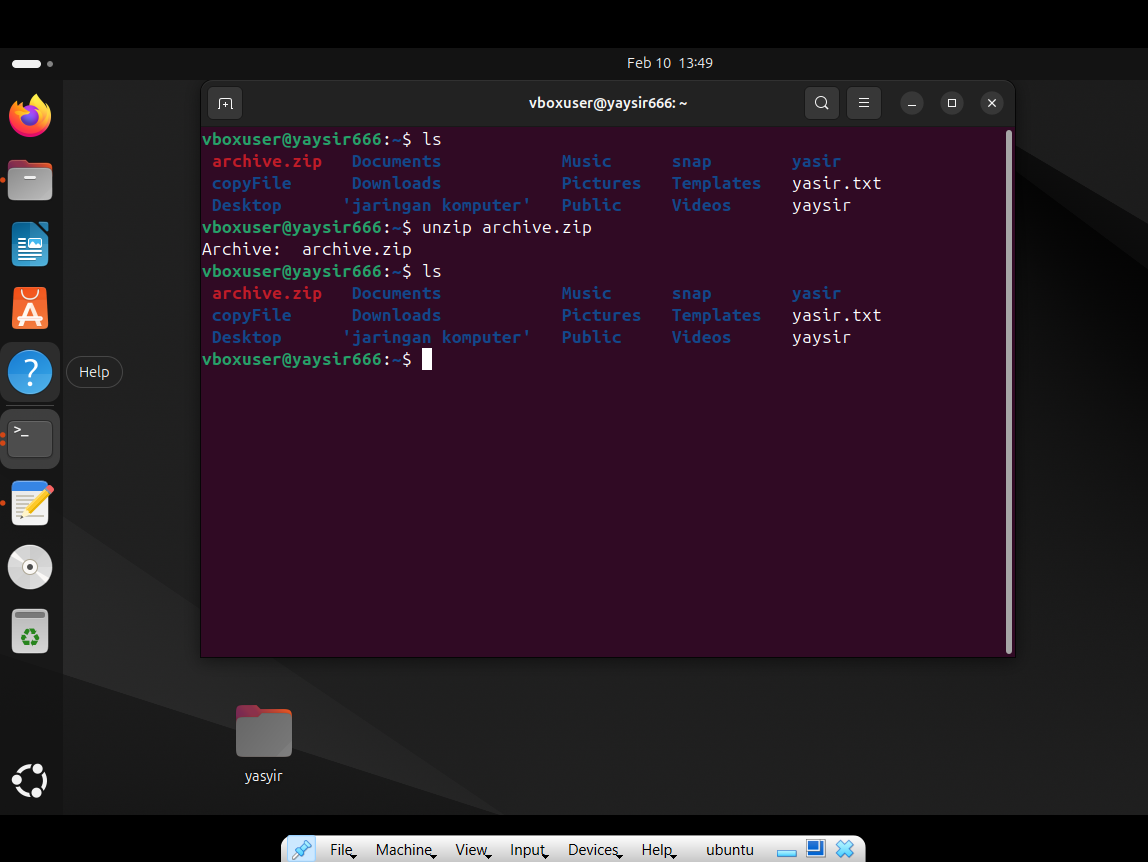 Feb 10 13:49
vboxuser@yaysir666: ~
vboxuser@yaysir666:~$ ls
archive.zip Documents Music snap yasir
copyFile Downloads Pictures Templates yasir.txt
Desktop 'jaringan komputer' Public Videos yaysir
vboxuser@yaysir666:~$ unzip archive.zip
Archive: archive.zip
vboxuser@yaysir666:~$ ls
archive.zip Documents Music snap yasir
copyFile Downloads Pictures Templates yasir.txt
Desktop 'jaringan komputer' Public Videos yaysir
vboxuser@yaysir666:~$
Help
yasyir
File Machine View Input Devices Help ubuntu